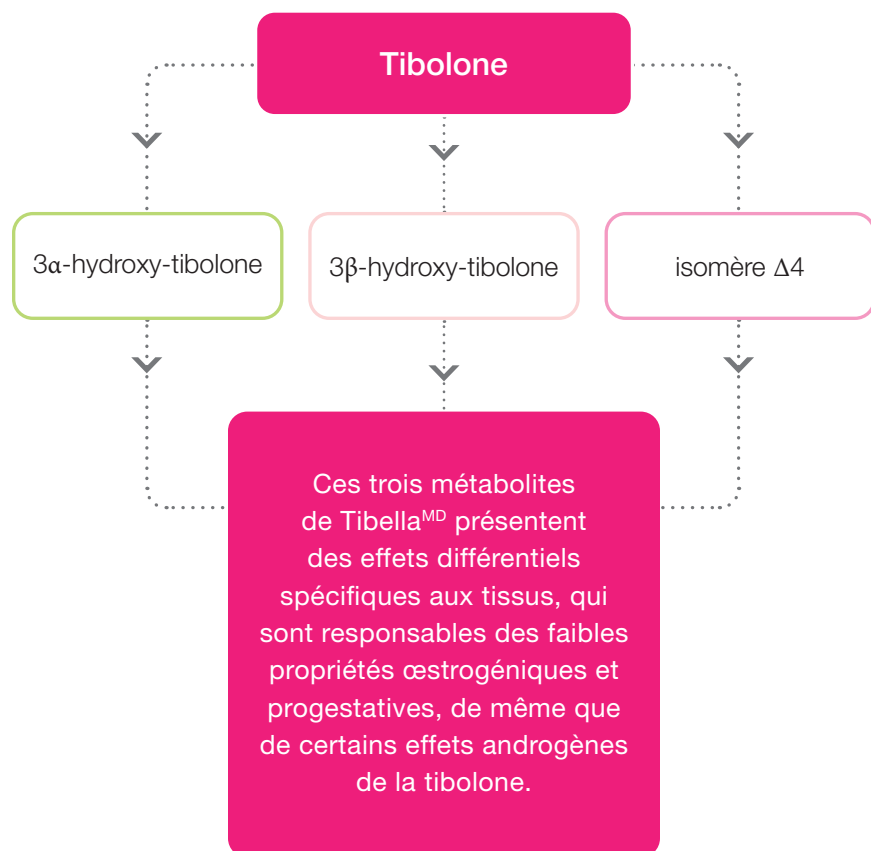 Tibolone
3α-hydroxy-tibolone
3β-hydroxy-tibolone
isomère Δ4
Ces trois métabolites
de Tibellaᴹᴰ présentent
des effets différentiels
spécifiques aux tissus, qui
sont responsables des faibles
propriétés œstrogéniques et
progestatives, de même que
de certains effets androgènes
de la tibolone.